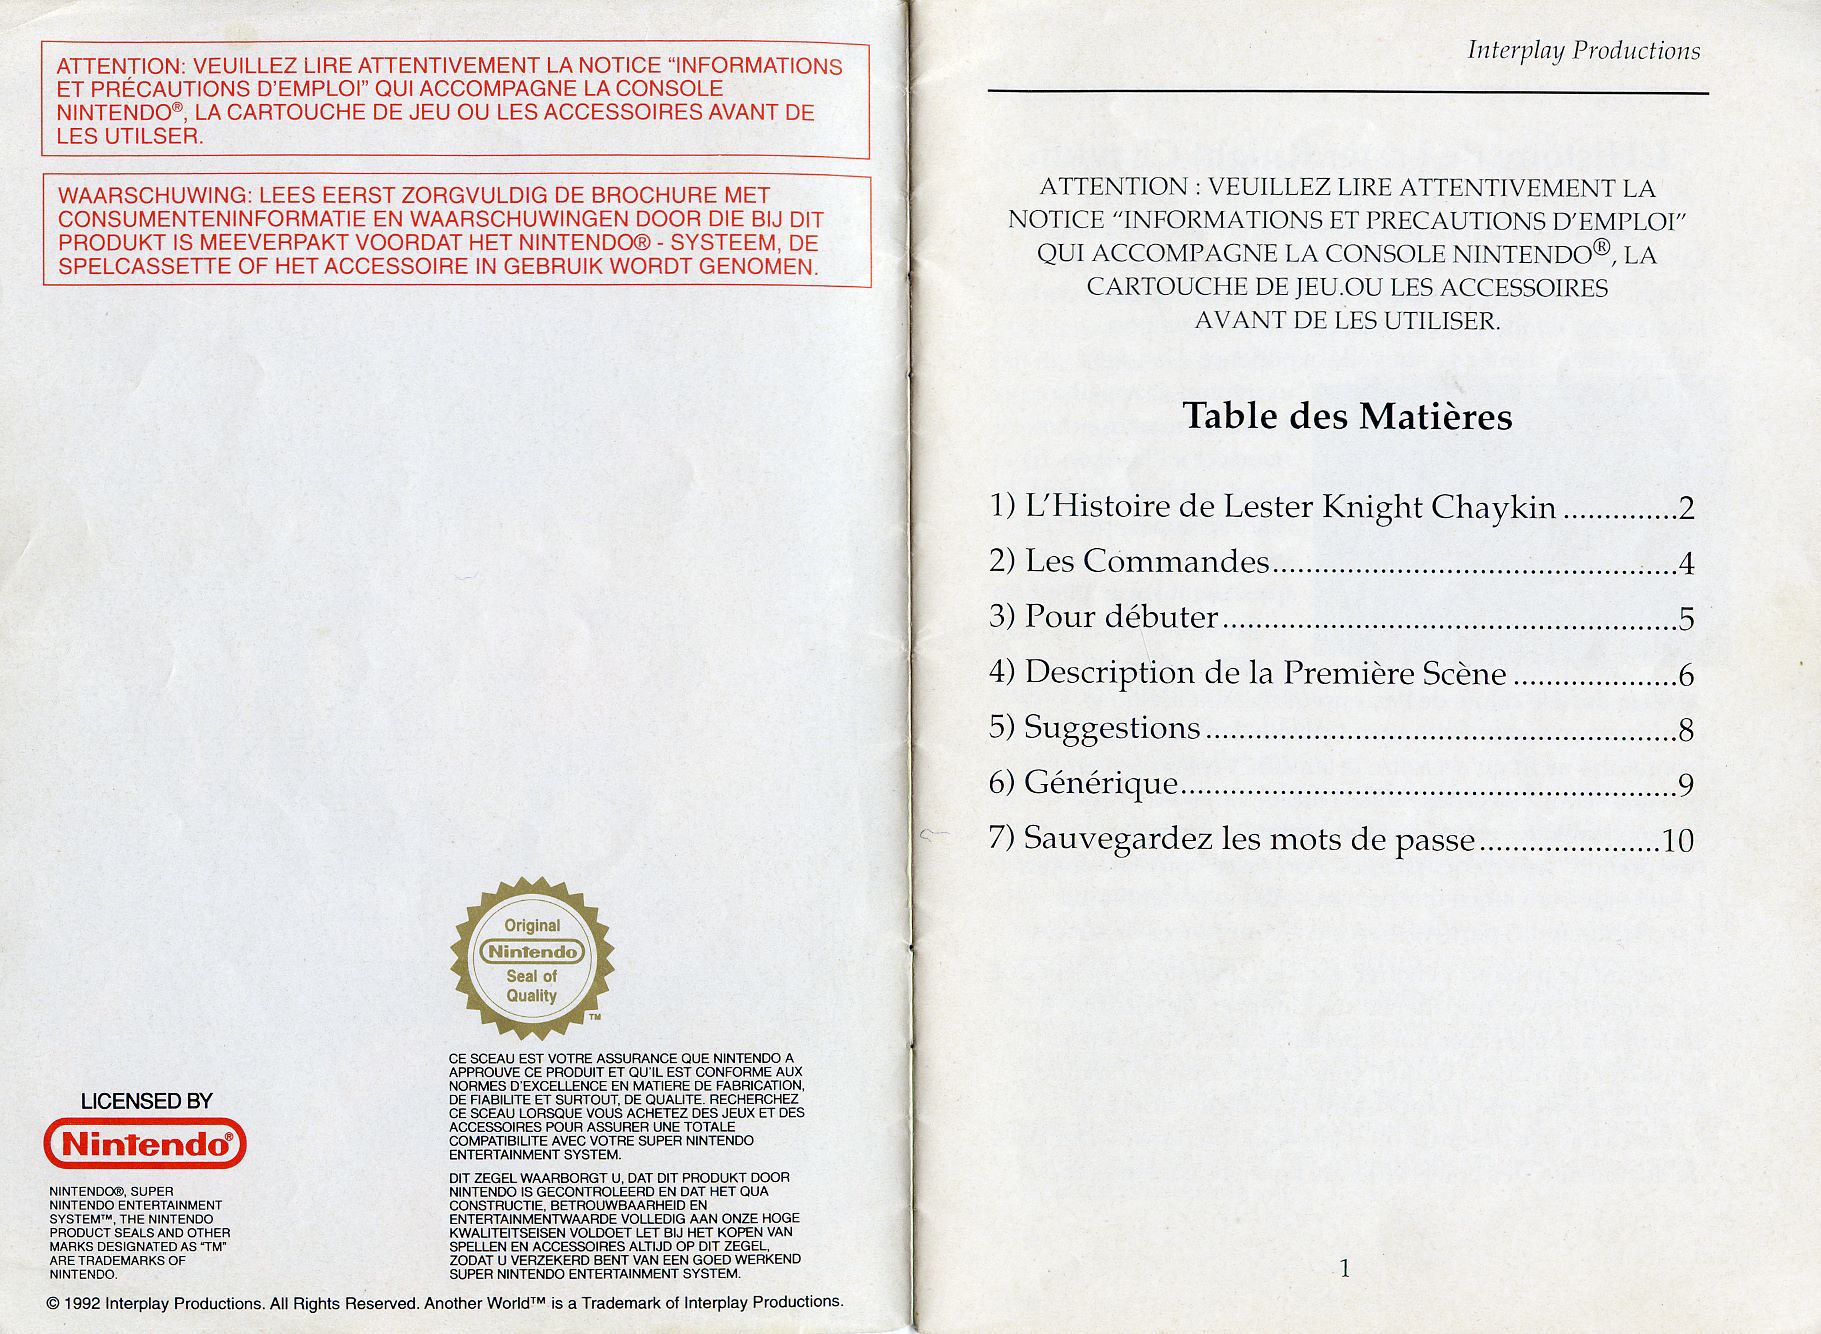 ATTENTION: VEUILLEZ LIRE ATTENTIVEMENT LA NOTICE “INFORMATIONS
ET PRÉCAUTIONS D’EMPLOI” QUI ACCOMPAGNE LA CONSOLE
NINTENDO®, LA CARTOUCHE DE JEU OU LES ACCESSOIRES AVANT DE
LES UTILSER.
WAARSCHUWING: LEES EERST ZORGVULDIG DE BROCHURE MET
CONSUMENTENINFORMATIE EN WAARSCHUWINGEN DOOR DIE BIJ DIT
PRODUKT IS MEEVERPAKT VOORDAT HET NINTENDO® - SYSTEEM, DE
SPELCASSETTE OF HET ACCESSOIRE IN GEBRUIK WORDT GENOMEN.
Original
Nintendo
Seal of
Quality
TM
CE SCEAU EST VOTRE ASSURANCE QUE NINTENDO A
APPROUVE CE PRODUIT ET QU'IL EST CONFORME AUX
NORMES D'EXCELLENCE EN MATIERE DE FABRICATION,
DE FIABILITE ET SURTOUT, DE QUALITE. RECHERCHEZ
CE SCEAU LORSQUE VOUS ACHETEZ DES JEUX ET DES
ACCESSOIRES POUR ASSURER UNE TOTALE
COMPATIBILITE AVEC VOTRE SUPER NINTENDO
ENTERTAINMENT SYSTEM.
DIT ZEGEL WAARBORGT U, DAT DIT PRODUKT DOOR
NINTENDO IS GECONTROLEERD EN DAT HET QUA
CONSTRUCTIE, BETROUWBAARHEID EN
ENTERTAINMENTWAARDE VOLLEDIG AAN ONZE HOGE
KWALITEITSEISEN VOLDOET LET BIJ HET KOPEN VAN
SPELLEN EN ACCESSOIRES ALTIJD OP DIT ZEGEL,
ZODAT U VERZEKERD BENT VAN EEN GOED WERKEND
SUPER NINTENDO ENTERTAINMENT SYSTEM.
LICENSED BY
Nintendo®
NINTENDO®, SUPER
NINTENDO ENTERTAINMENT
SYSTEM™, THE NINTENDO
PRODUCT SEALS AND OTHER
MARKS DESIGNATED AS “TM”
ARE TRADEMARKS OF
NINTENDO.
© 1992 Interplay Productions. All Rights Reserved. Another World™ is a Trademark of Interplay Productions.
Interplay Productions
ATTENTION : VEUILLEZ LIRE ATTENTIVEMENT LA
NOTICE “INFORMATIONS ET PRECAUTIONS D’EMPLOI”
QUI ACCOMPAGNE LA CONSOLE NINTENDO®, LA
CARTOUCHE DE JEU.OU LES ACCESSOIRES
AVANT DE LES UTILISER.
Table des Matières
1) L’Histoire de Lester Knight Chaykin ..............2
2) Les Commandes.................................................4
3) Pour débuter.......................................................5
4) Description de la Première Scène ....................6
5) Suggestions .........................................................8
6) Générique............................................................9
7) Sauvegardez les mots de passe......................10
1